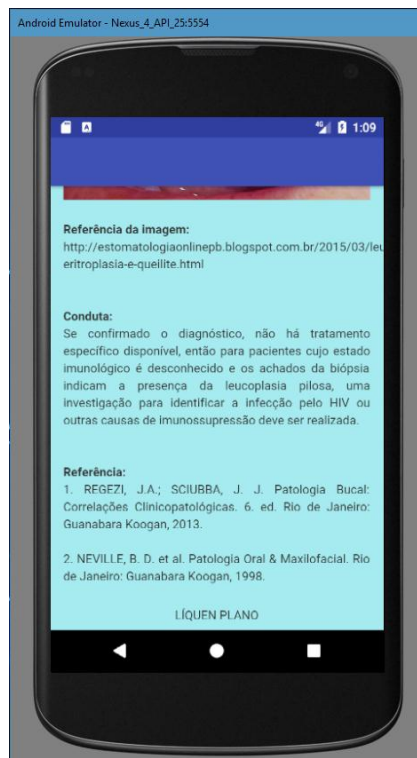 Android Emulator - Nexus_4_API_25:5554
A
4G
1:09
Referência da imagem:
http://estomatologiaonlinepb.blogspot.com.br/2015/03/leu
eritroplasia-e-queilite.html
Conduta:
Se confirmado o diagnóstico, não há tratamento
específico disponível, então para pacientes cujo estado
imunológico é desconhecido e os achados da biópsia
indicam a presença da leucoplasia pilosa, uma
investigação para identificar a infecção pelo HIV ou
outras causas de imunossupressão deve ser realizada.
Referência:
1. REGEZI, J.A.; SCIUBBA, J. J. Patologia Bucal:
Correlações Clinicopatológicas. 6. ed. Rio de Janeiro:
Guanabara Koogan, 2013.
2. NEVILLE, B. D. et al. Patologia Oral & Maxilofacial. Rio
de Janeiro: Guanabara Koogan, 1998.
LÍQUEN PLANO